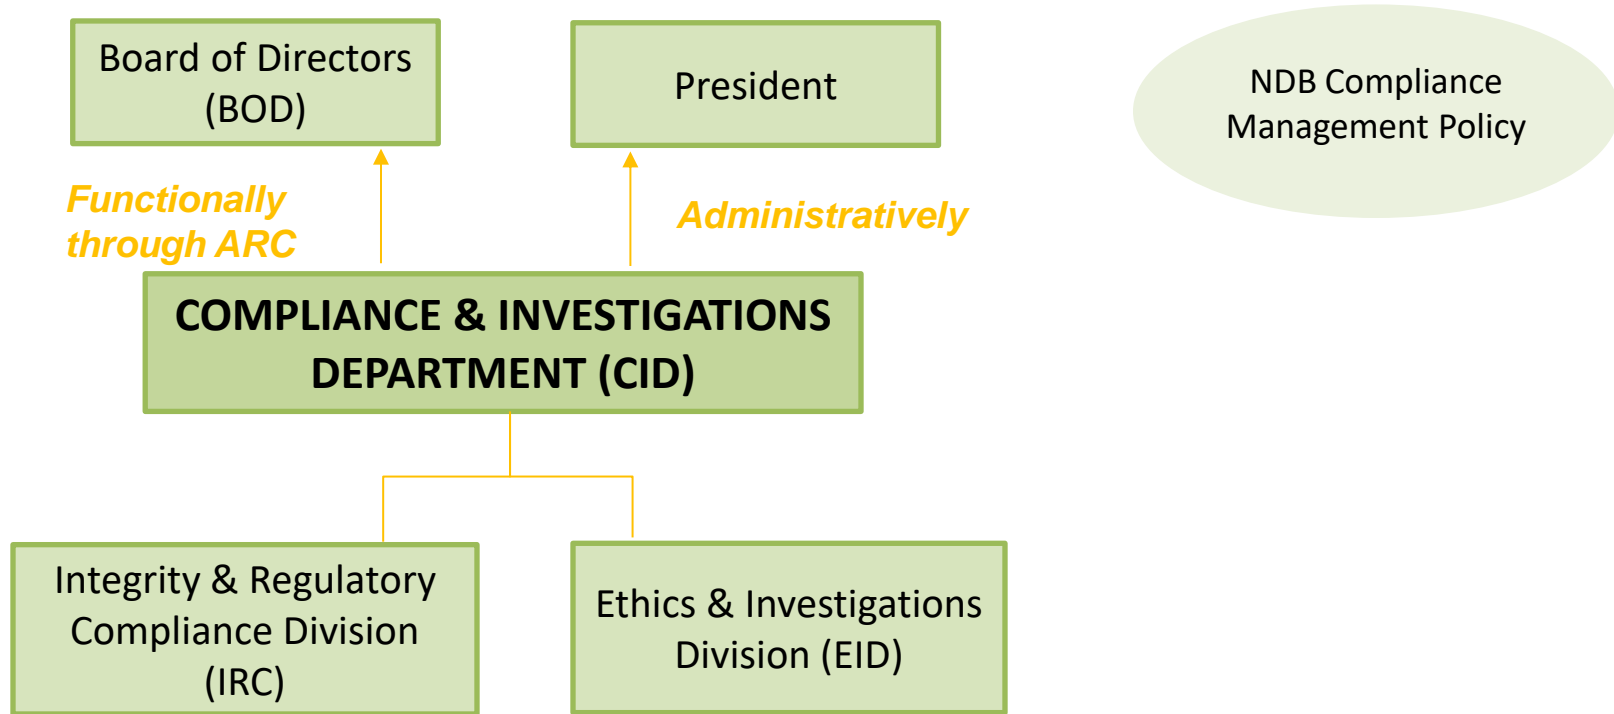 Board of Directors
(BOD)
President
NDB Compliance
Management Policy
Functionally
through ARC
Administratively
COMPLIANCE & INVESTIGATIONS
DEPARTMENT (CID)
Integrity & Regulatory
Compliance Division
(IRC)
Ethics & Investigations
Division (EID)